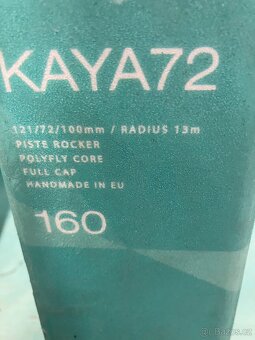 KAYA72
121/72/100mm / RADIUS 13m
PISTE ROCKER
POLYFLY CORE
FULL CAP
HANDMADE IN EU
160